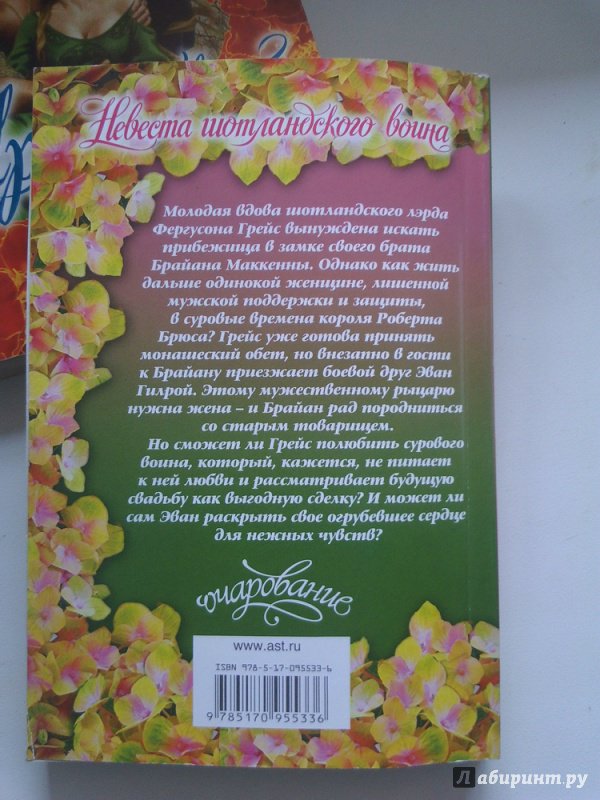 Невеста шотландского воина
Молодая вдова шотландского лэрда
Фергусона Грейс вынуждена искать
прибежища в замке своего брата
Брайана Маккенны. Однако как жить
дальше одинокой женщине, лишенной
мужской поддержки и защиты,
в суровые времена короля Роберта
Брюса? Грейс уже готова принять
монашеский обет, но внезапно в гости
к Брайану приезжает боевой друг Эван
Гилрой. Этому мужественному рыцарю
нужна жена – и Брайан рад породниться
со старым товарищем.
Но сможет ли Грейс полюбить сурового
воина, который, кажется, не питает
к ней любви и рассматривает будущую
свадьбу как выгодную сделку? И может ли
сам Эван раскрыть свое огрубевшее сердце
для нежных чувств?
очарование
www.ast.ru
ISBN 978-5-17-095533-6
9 785170 955336
Лабиринт.ру